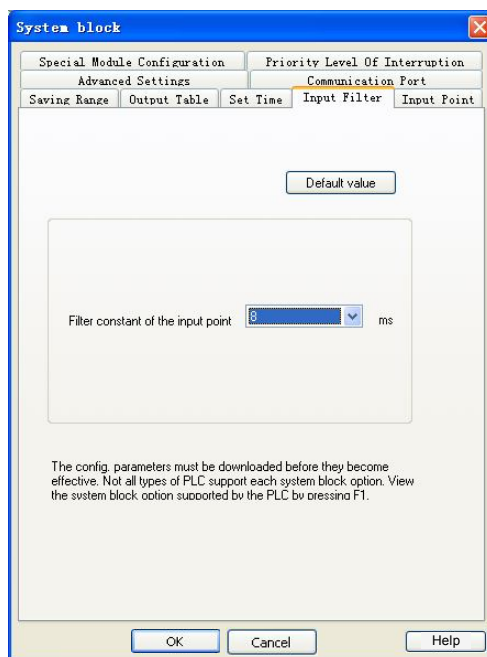 System block
Special Module Configuration Priority Level Of Interruption
Advanced Settings Communication Port
Saving Range Output Table Set Time Input Filter Input Point
Default value
Filter constant of the input point 8 ms
The config. parameters must be downloaded before they become
effective. Not all types of PLC support each system block option. View
the system block option supported by the PLC by pressing F1.
OK Cancel Help